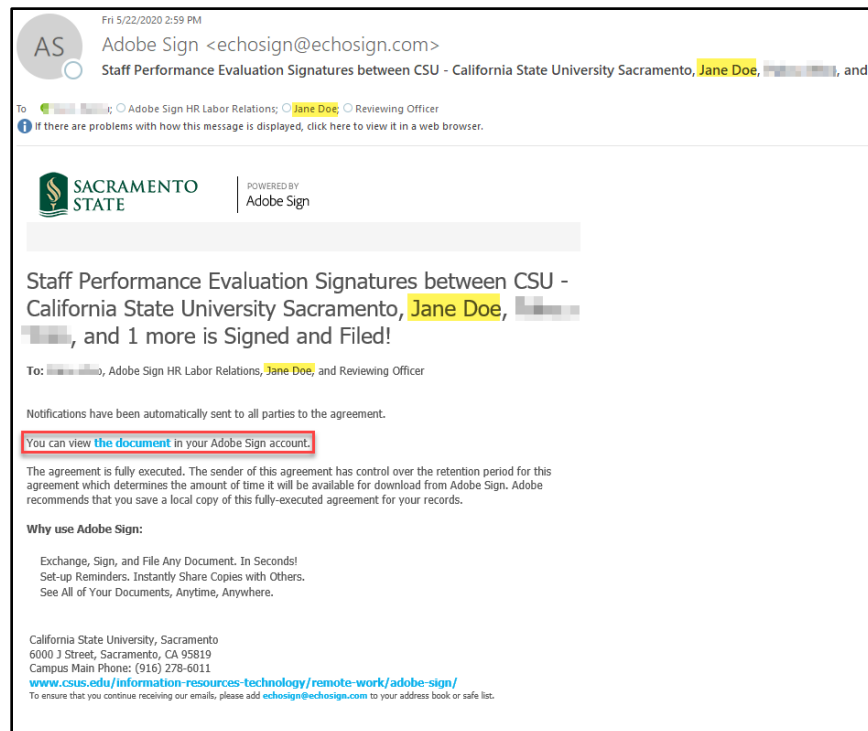 Fri 5/22/2020 2:59 PM
AS
Adobe Sign <echosign@echosign.com>
Staff Performance Evaluation Signatures between CSU - California State University Sacramento, Jane Doe, , and
To ; Adobe Sign HR Labor Relations; Jane Doe; Reviewing Officer
If there are problems with how this message is displayed, click here to view it in a web browser.
SACRAMENTO
STATE
POWERED BY
Adobe Sign
Staff Performance Evaluation Signatures between CSU -
California State University Sacramento, Jane Doe,
, and 1 more is Signed and Filed!
To: , Adobe Sign HR Labor Relations, Jane Doe, and Reviewing Officer
Notifications have been automatically sent to all parties to the agreement.
You can view the document in your Adobe Sign account.
The agreement is fully executed. The sender of this agreement has control over the retention period for this
agreement which determines the amount of time it will be available for download from Adobe Sign. Adobe
recommends that you save a local copy of this fully-executed agreement for your records.
Why use Adobe Sign:
Exchange, Sign, and File Any Document. In Seconds!
Set-up Reminders. Instantly Share Copies with Others.
See All of Your Documents, Anytime, Anywhere.
California State University, Sacramento
6000 J Street, Sacramento, CA 95819
Campus Main Phone: (916) 278-6011
www.csus.edu/information-resources-technology/remote-work/adobe-sign/
To ensure that you continue receiving our emails, please add echosign@echosign.com to your address book or safe list.